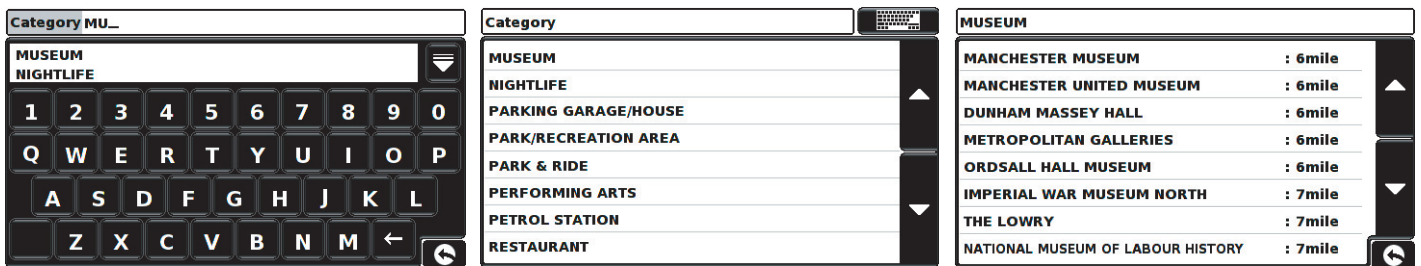 Category MU_
MUSEUM
NIGHTLIFE
1 2 3 4 5 6 7 8 9 0
Q W E R T Y U I O P
A S D F G H J K L
Z X C V B N M ←
Category
MUSEUM
NIGHTLIFE
PARKING GARAGE/HOUSE
PARK/RECREATION AREA
PARK & RIDE
PERFORMING ARTS
PETROL STATION
RESTAURANT
MUSEUM
MANCHESTER MUSEUM : 6mile
MANCHESTER UNITED MUSEUM : 6mile
DUNHAM MASSEY HALL : 6mile
METROPOLITAN GALLERIES : 6mile
ORDSALL HALL MUSEUM : 6mile
IMPERIAL WAR MUSEUM NORTH : 7mile
THE LOWRY : 7mile
NATIONAL MUSEUM OF LABOUR HISTORY : 7mile